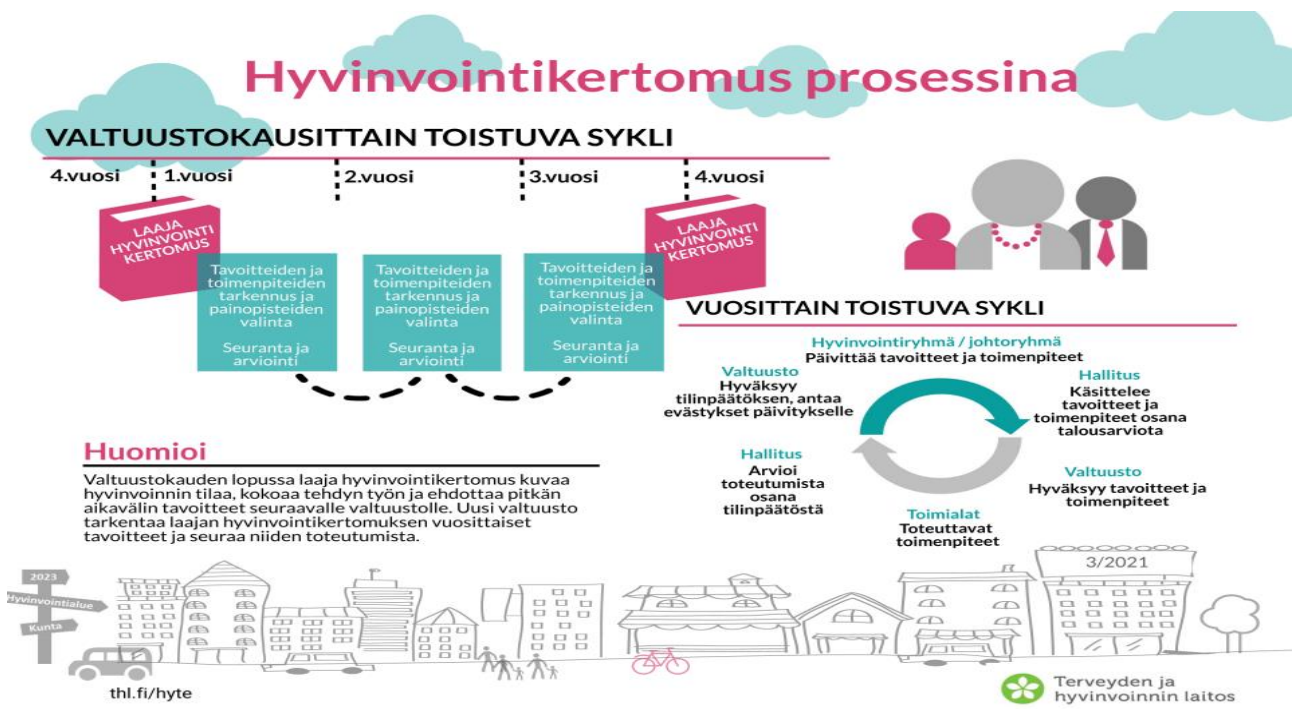 Hyvinvointikertomus prosessina
VALTUUSTOKAUSITTAIN TOISTUVA SYKLI
4.vuosi
1.vuosi
2.vuosi
3.vuosi
4.vuosi
LAAJA
HYVINVOINTI
KERTOMUS
Tavoitteiden ja
toimenpiteiden
tarkennus ja
painopisteiden
valinta
Seuranta ja
arviointi
Tavoitteiden ja
toimenpiteiden
tarkennus ja
painopisteiden
valinta
Seuranta ja
arviointi
Tavoitteiden ja
toimenpiteiden
tarkennus ja
painopisteiden
valinta
Seuranta ja
arviointi
LAAJA
HYVINVOINTI
KERTOMUS
VUOSITTAIN TOISTUVA SYKLI
Hyvinvointiryhmä / johtoryhmä
Päivittää tavoitteet ja toimenpiteet
Hallitus
Käsittelee
tavoitteet ja
toimenpiteet osana
talousarviota
Valtuusto
Hyväksyy tavoitteet ja
toimenpiteet
Toimialat
Toteuttavat
toimenpiteet
Hallitus
Arvioi
toteutumista
osana
tilinpäätöstä
Valtuusto
Hyväksyy
tilinpäätöksen, antaa
evästykset päivitykselle
Huomioi
Valtuustokauden lopussa laaja hyvinvointikertomus kuvaa
hyvinvoinnin tilaa, kokoaa tehdyn työn ja ehdottaa pitkän
aikavälin tavoitteet seuraavalle valtuustolle. Uusi valtuusto
tarkentaa laajan hyvinvointikertomuksen vuosittaiset
tavoitteet ja seuraa niiden toteutumista.
2023
Hyvinvointialue
Kunta
3/2021
thl.fi/hyte
Terveyden ja
hyvinvoinnin laitos